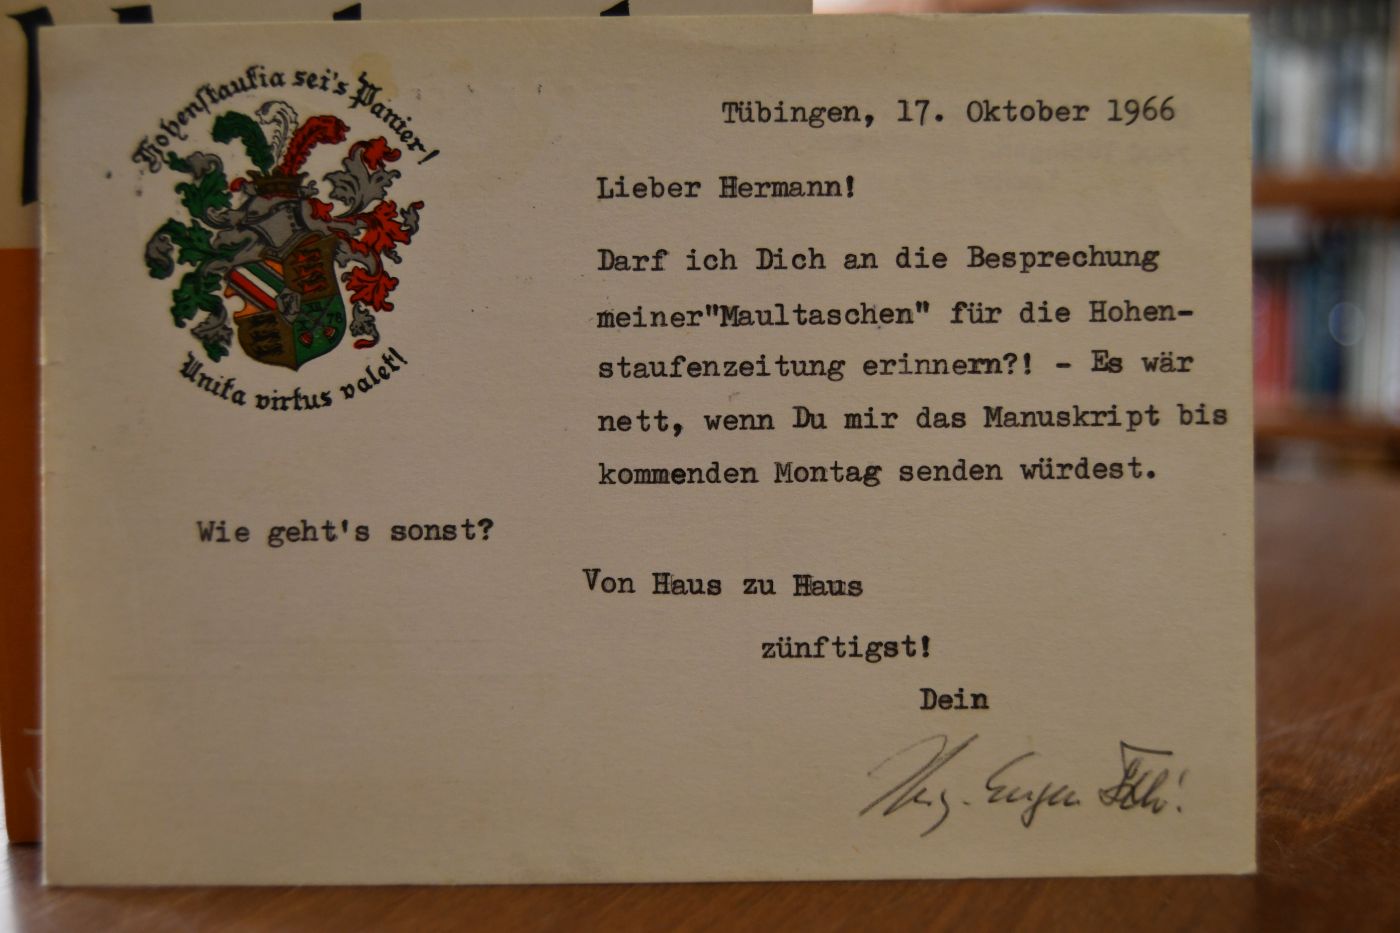 Hohenstaufia sei's Panier!
Unita virtus valet!
Tübingen, 17. Oktober 1966
Lieber Hermann!
Darf ich Dich an die Besprechung
meiner"Maultaschen" für die Hohen-
staufenzeitung erinnern?! - Es wär
nett, wenn Du mir das Manuskript bis
kommenden Montag senden würdest.
Wie geht's sonst?
Von Haus zu Haus
zünftigst!
Dein
Eugen